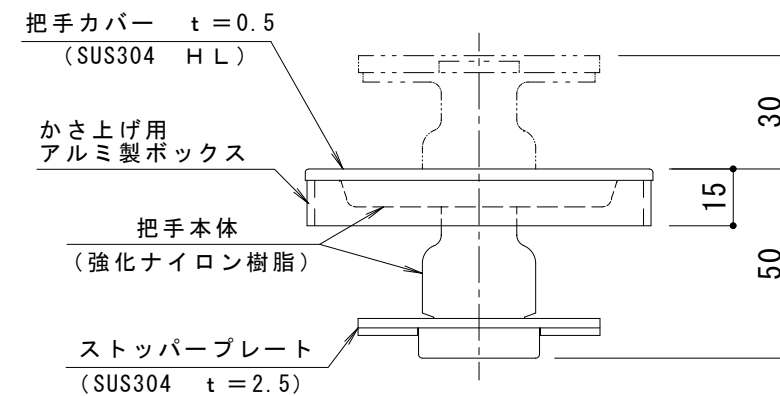 把手カバー　ｔ＝0.5
（SUS304　ＨＬ）
かさ上げ用
アルミ製ボックス
把手本体
（強化ナイロン樹脂）
ストッパープレート
（SUS304　ｔ＝2.5）
30
15
50